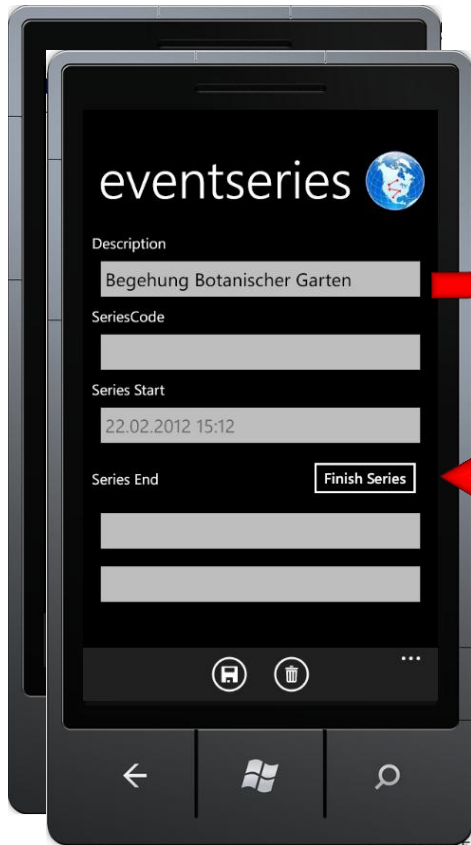 eventseries
Description
Begehung Botanischer Garten
SeriesCode
Series Start
22.02.2012 15:12
Series End
Finish Series